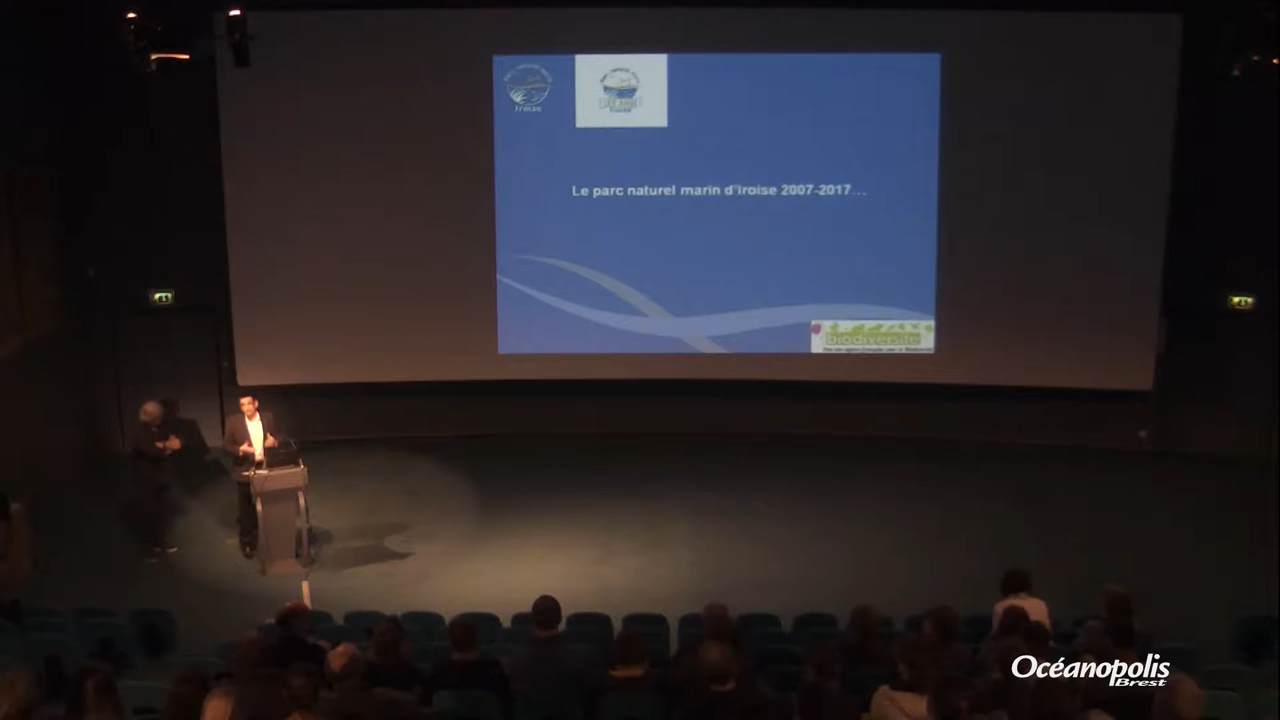 Iroise
Le parc naturel marin d'Iroise 2007-2017...
biodiversité
Océanopolis
Brest